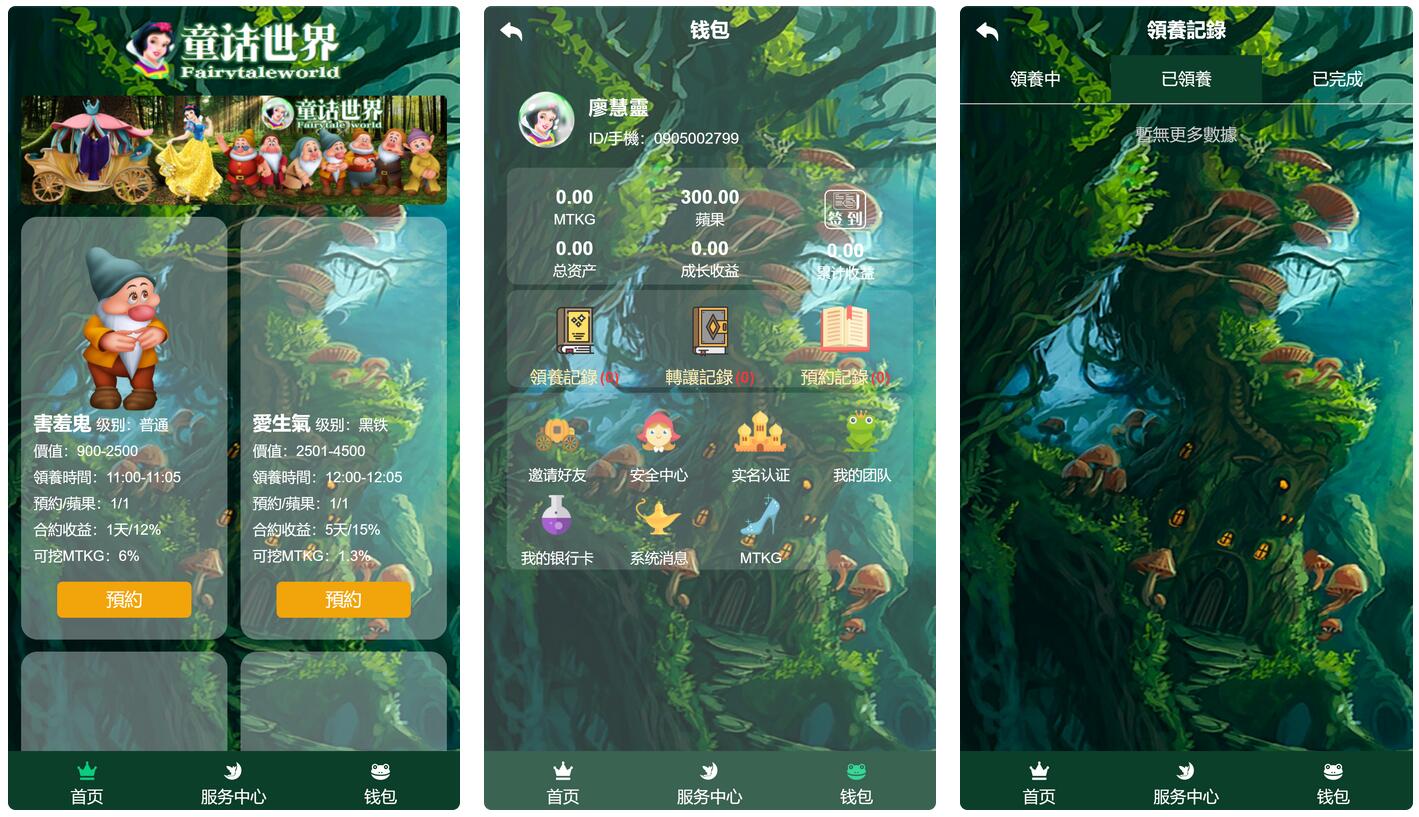 童诘世界
Fairytaleworld
童诘世界
Fairytale world
害羞鬼 级别：普通
價值：900-2500
領養時間：11:00-11:05
預約/蘋果：1/1
合約收益：1天/12%
可挖MTKG：6%
預約
愛生氣 级别：黑铁
價值：2501-4500
領養時間：12:00-12:05
預約/蘋果：1/1
合約收益：5天/15%
可挖MTKG：1.3%
預約
首页
服务中心
钱包
钱包
廖慧靈
ID/手機：0905002799
0.00
MTKG
300.00
蘋果
签到
0.00
总资产
0.00
成长收益
0.00
累计收益
領養記錄(0)
轉讓記錄(0)
預約記錄(0)
邀请好友
安全中心
实名认证
我的团队
我的银行卡
系统消息
MTKG
首页
服务中心
钱包
領養記錄
領養中
已領養
已完成
暫無更多數據
首页
服务中心
钱包